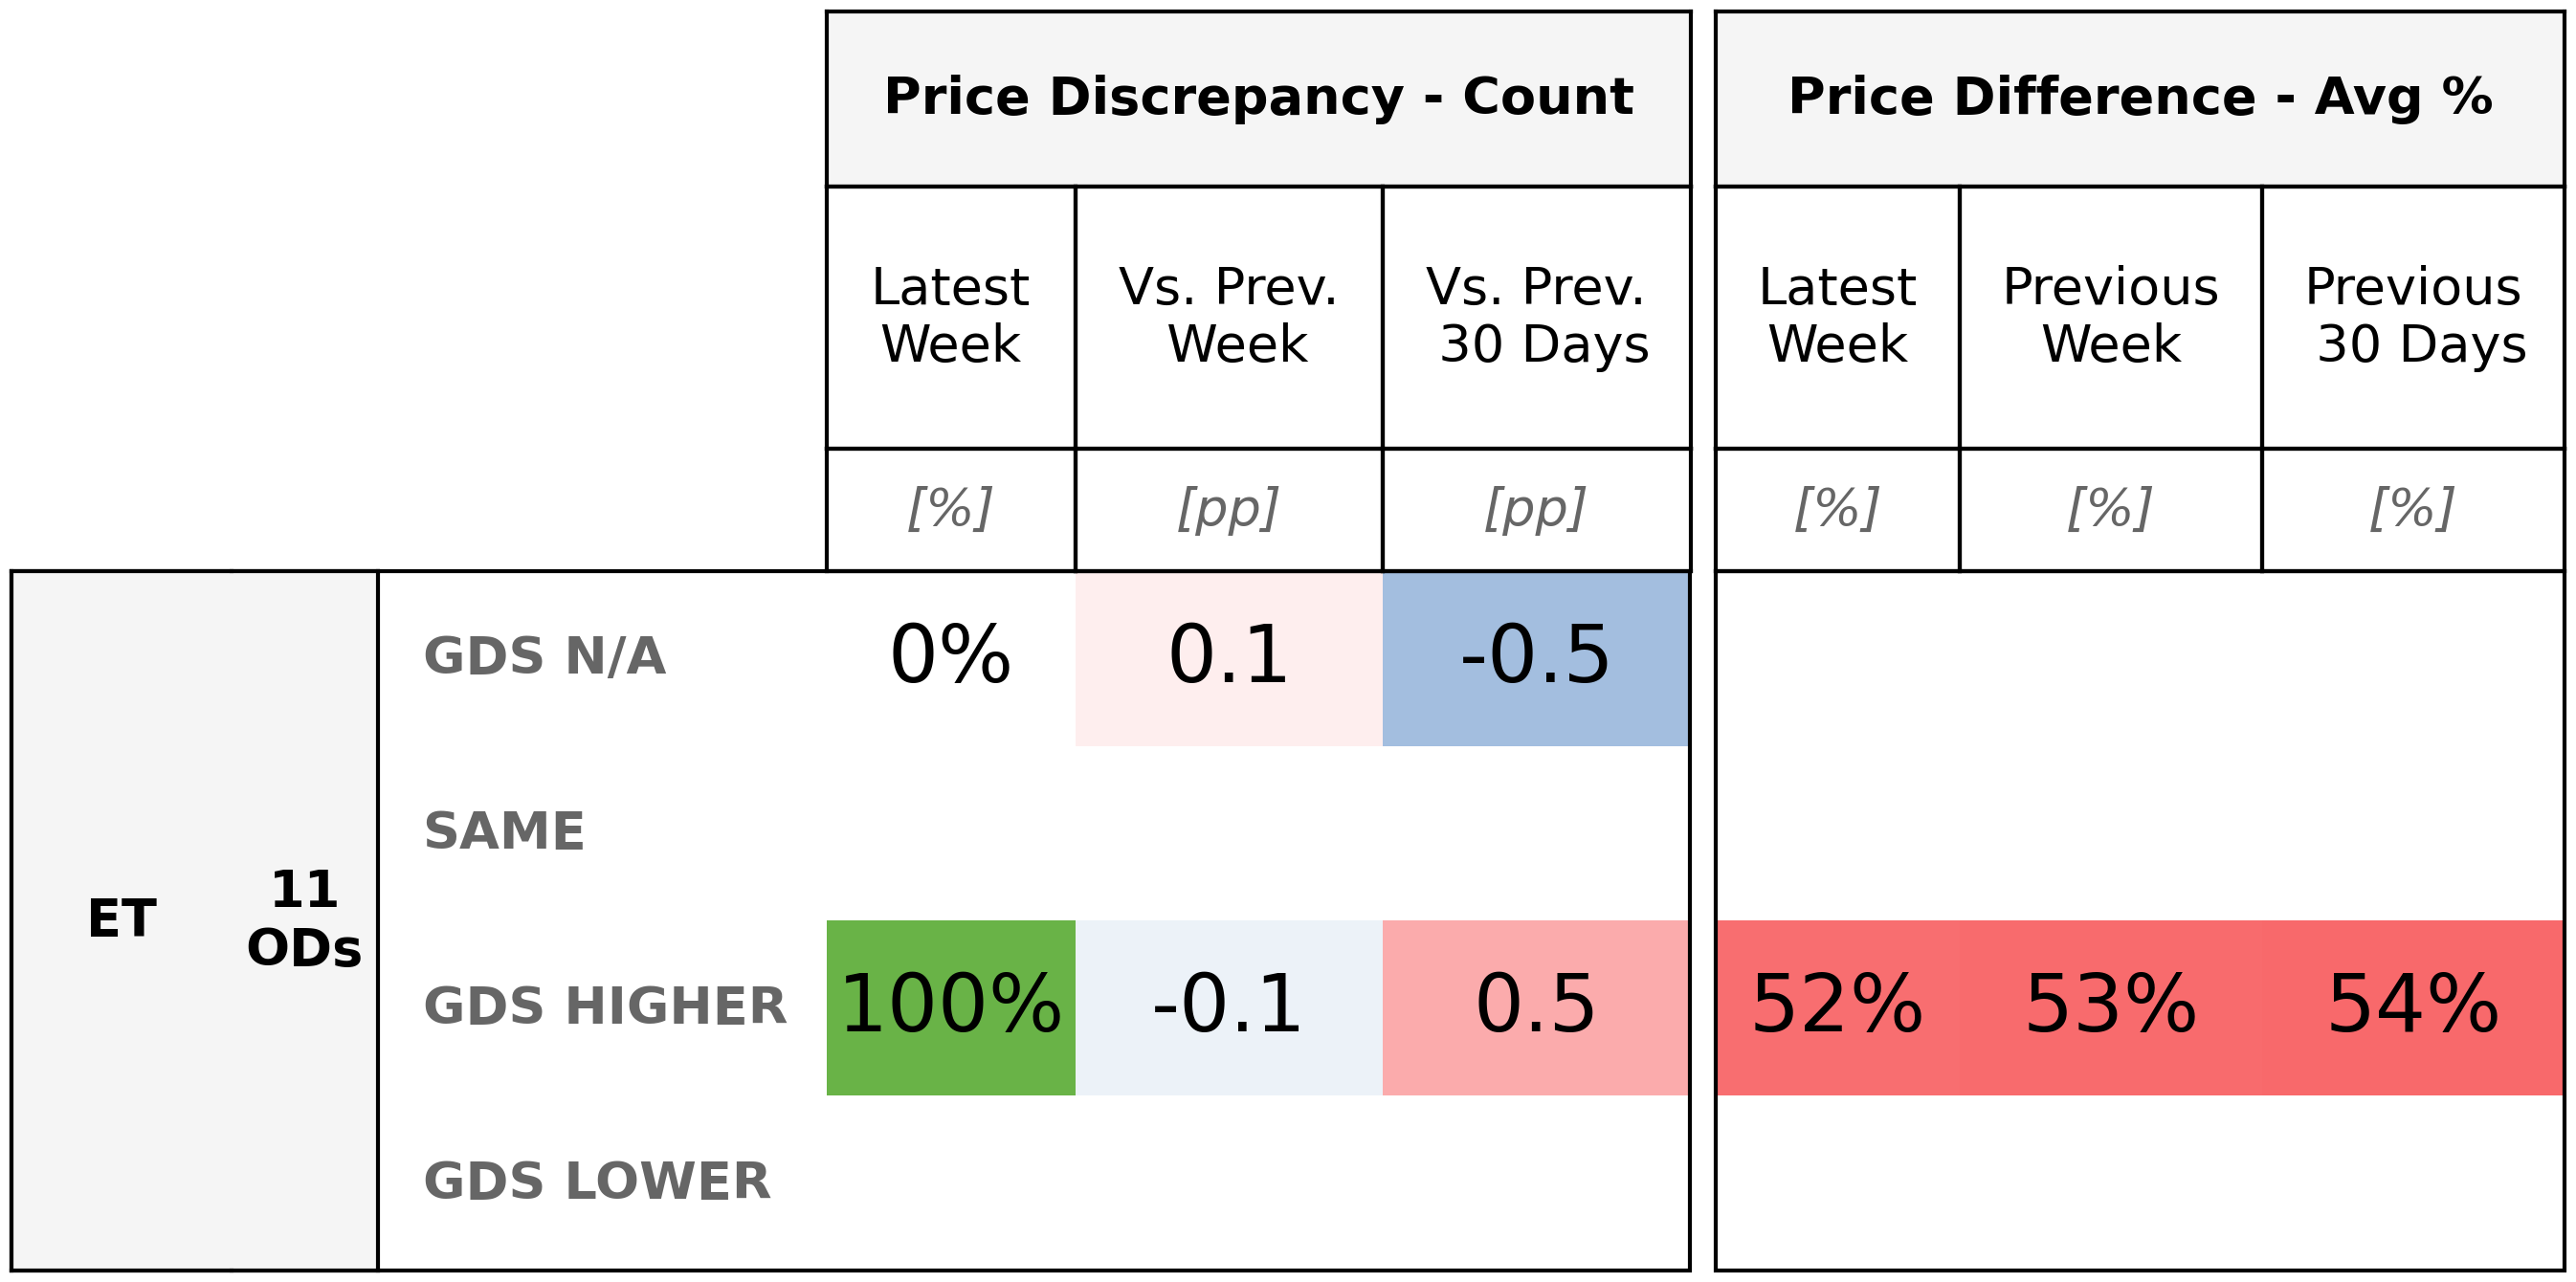 Price Discrepancy - Count
Price Difference - Avg %
Latest
Week
Vs. Prev.
Week
Vs. Prev.
30 Days
Latest
Week
Previous
Week
Previous
30 Days
[%]
[pp]
[pp]
[%]
[%]
[%]
ET
11
ODs
GDS N/A
0%
0.1
-0.5
SAME
GDS HIGHER
100%
-0.1
0.5
52%
53%
54%
GDS LOWER